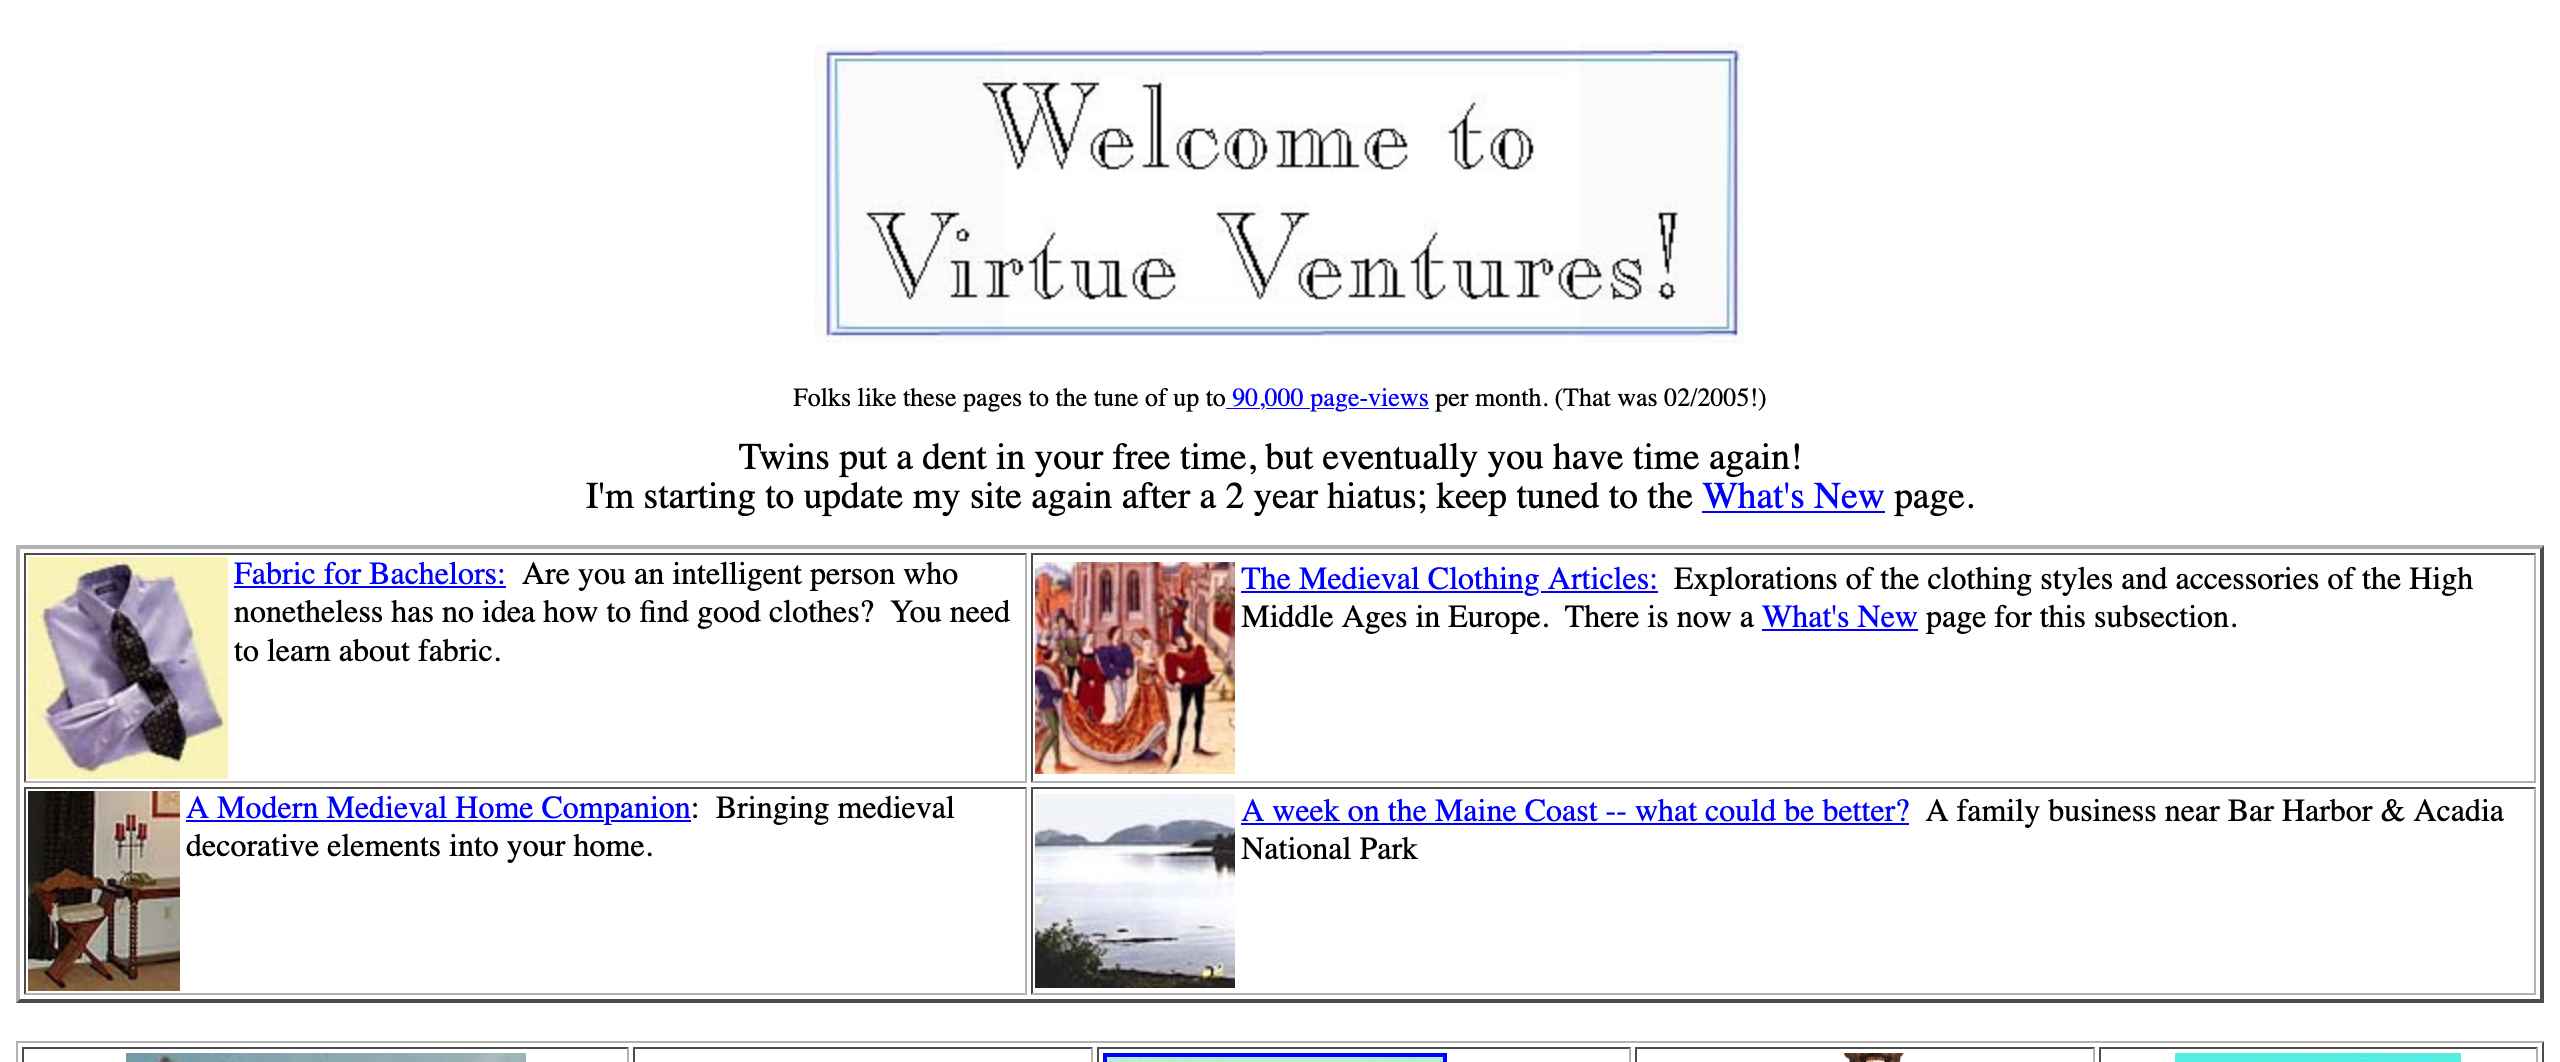 Welcome to
Virtue Ventures!
Folks like these pages to the tune of up to 90,000 page-views per month. (That was 02/2005!)
Twins put a dent in your free time, but eventually you have time again!
I'm starting to update my site again after a 2 year hiatus; keep tuned to the What's New page.
Fabric for Bachelors: Are you an intelligent person who
nonetheless has no idea how to find good clothes? You need
to learn about fabric.
The Medieval Clothing Articles: Explorations of the clothing styles and accessories of the High
Middle Ages in Europe. There is now a What's New page for this subsection.
A Modern Medieval Home Companion: Bringing medieval
decorative elements into your home.
A week on the Maine Coast -- what could be better? A family business near Bar Harbor & Acadia
National Park